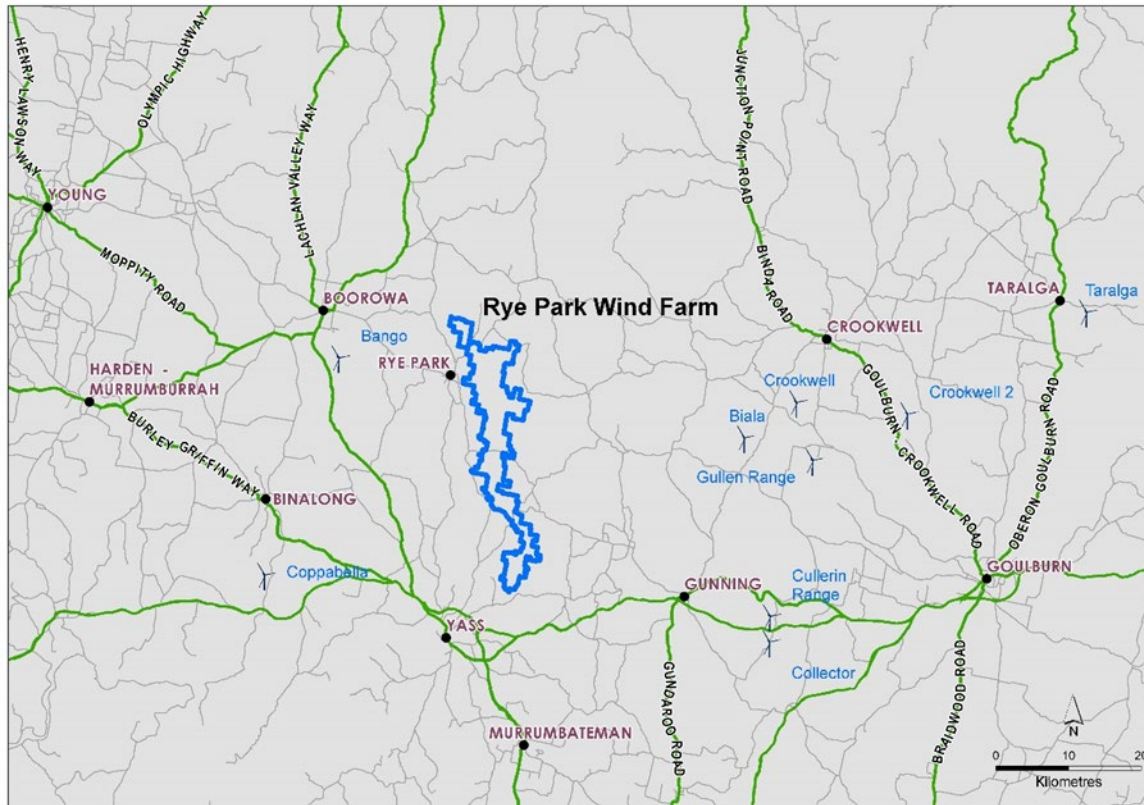 HENRY LAWSON WAY
OLYMPIC HIGHWAY
LACHLAN VALLEY WAY
JUNCTION POINT ROAD
YOUNG
MOPPITY ROAD
BINDA ROAD
BOOROWA
Rye Park Wind Farm
TARALGA
Taralga
Bango
CROOKWELL
RYE PARK
HARDEN -
MURRUMBURRAH
Crookwell
GOULBURN CROOKWELL ROAD
Crookwell 2
OBERON GOULBURN ROAD
Biala
BURLEY GRIFFIN WAY
Gullen Range
BINALONG
Coppabella
GUNNING
Cullerin
Range
GOULBURN
YASS
Collector
GUNDAROO ROAD
BRAIDWOOD ROAD
MURRUMBATEMAN
N
0 10 20
Kilometres